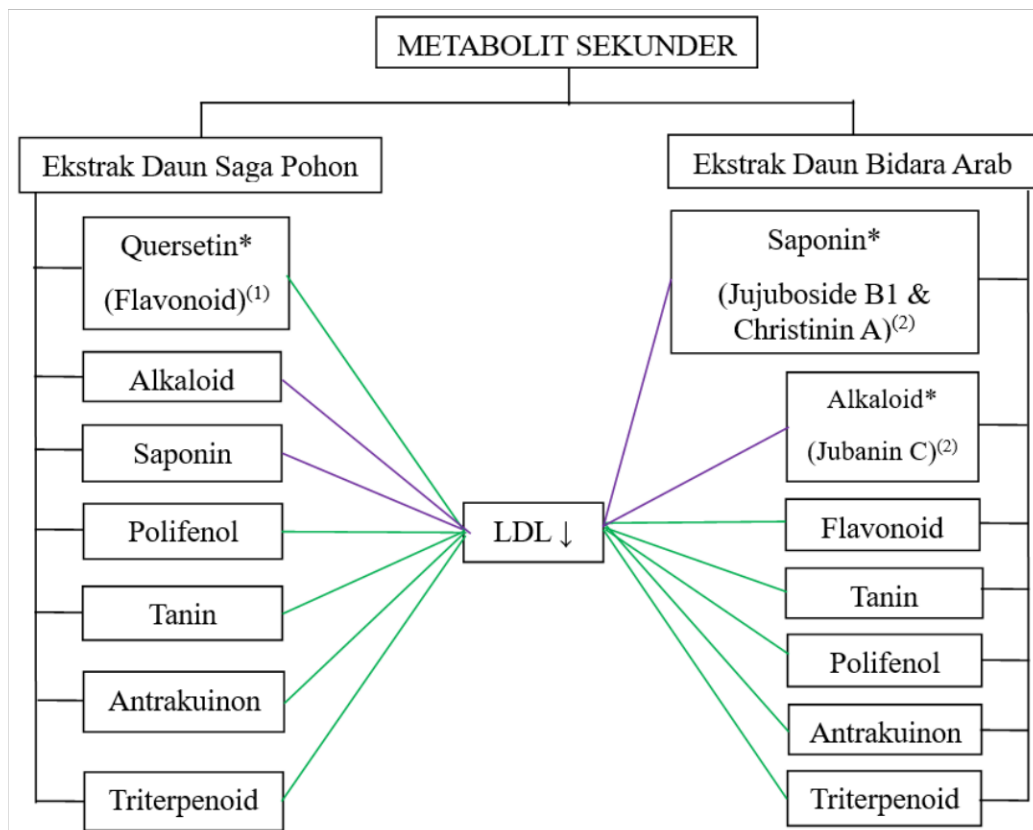 METABOLIT SEKUNDER
Ekstrak Daun Saga Pohon
Quersetin*
(Flavonoid)⁽¹⁾
Alkaloid
Saponin
Polifenol
Tanin
Antrakuinon
Triterpenoid
LDL ↓
Ekstrak Daun Bidara Arab
Saponin*
(Jujuboside B1 &
Christinin A)⁽²⁾
Alkaloid*
(Jubanin C)⁽²⁾
Flavonoid
Tanin
Polifenol
Antrakuinon
Triterpenoid